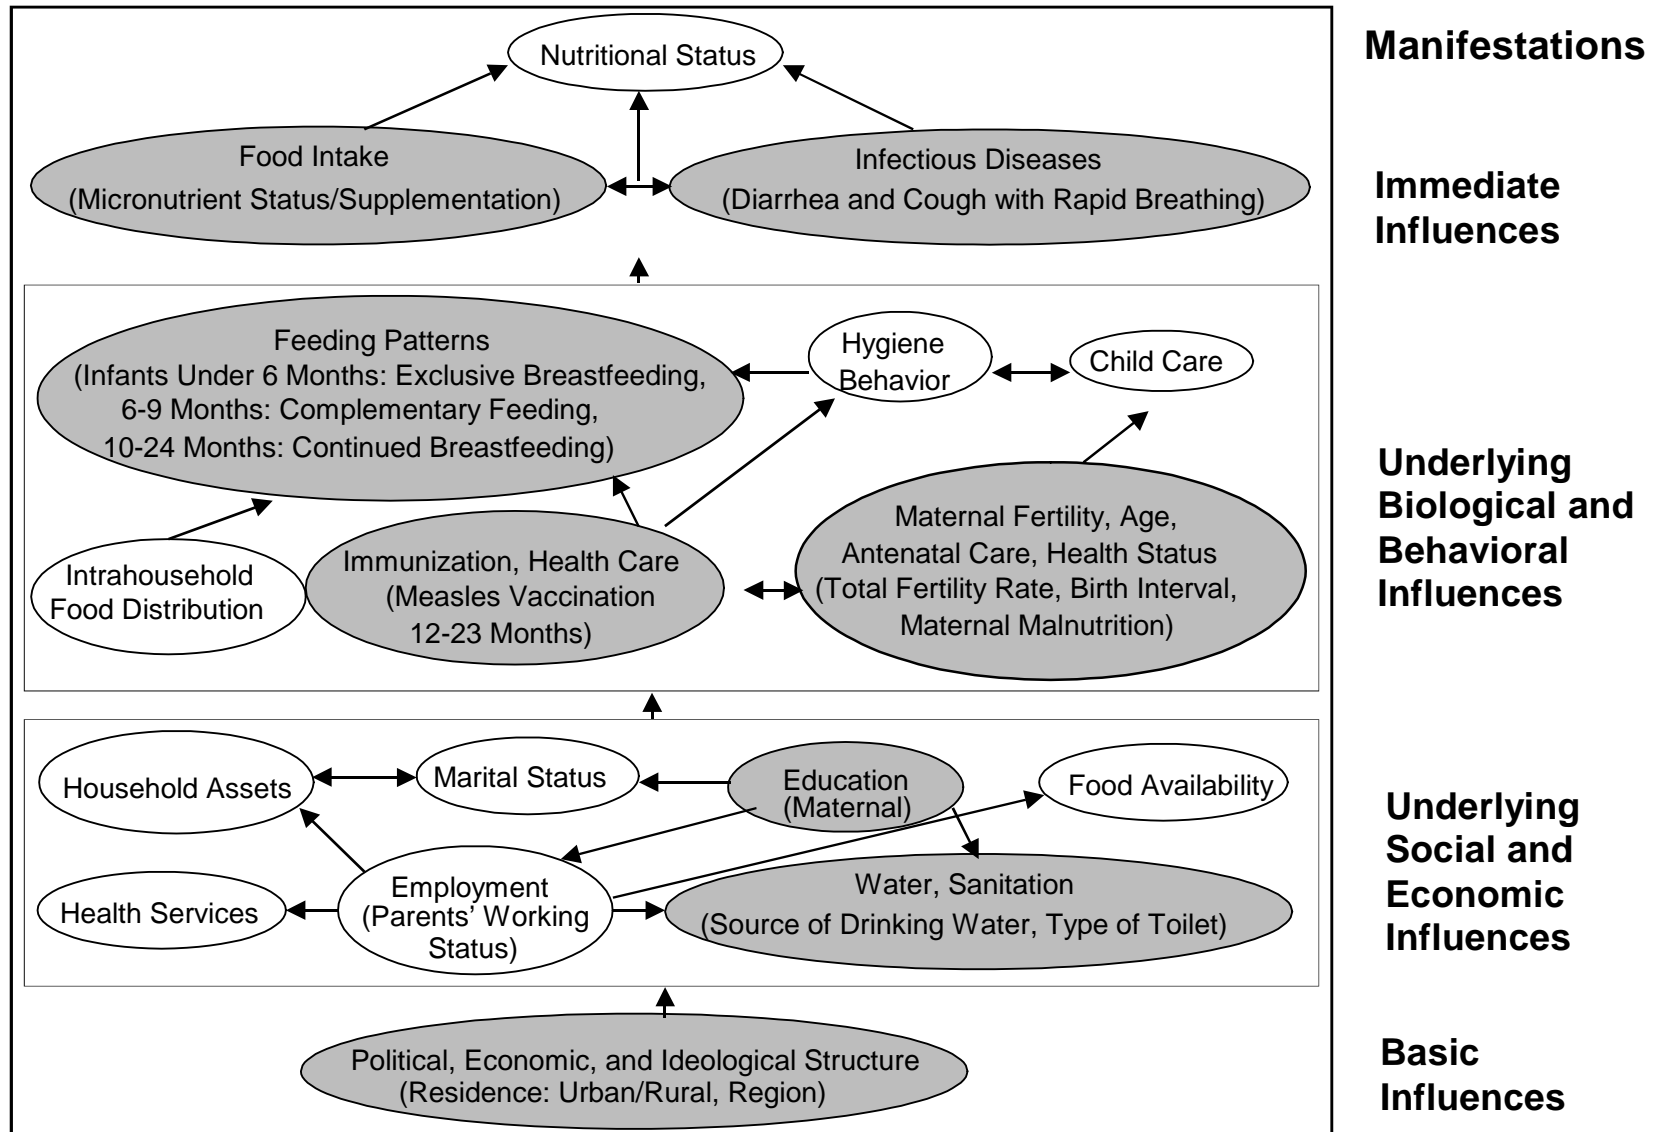 Nutritional Status
Manifestations
Food Intake
(Micronutrient Status/Supplementation)
Infectious Diseases
(Diarrhea and Cough with Rapid Breathing)
Immediate
Influences
Feeding Patterns
(Infants Under 6 Months: Exclusive Breastfeeding,
6-9 Months: Complementary Feeding,
10-24 Months: Continued Breastfeeding)
Hygiene
Behavior
Child Care
Intrahousehold
Food Distribution
Immunization, Health Care
(Measles Vaccination
12-23 Months)
Maternal Fertility, Age,
Antenatal Care, Health Status
(Total Fertility Rate, Birth Interval,
Maternal Malnutrition)
Underlying
Biological and
Behavioral
Influences
Household Assets
Marital Status
Education
(Maternal)
Food Availability
Health Services
Employment
(Parents’ Working
Status)
Water, Sanitation
(Source of Drinking Water, Type of Toilet)
Underlying
Social and
Economic
Influences
Political, Economic, and Ideological Structure
(Residence: Urban/Rural, Region)
Basic
Influences